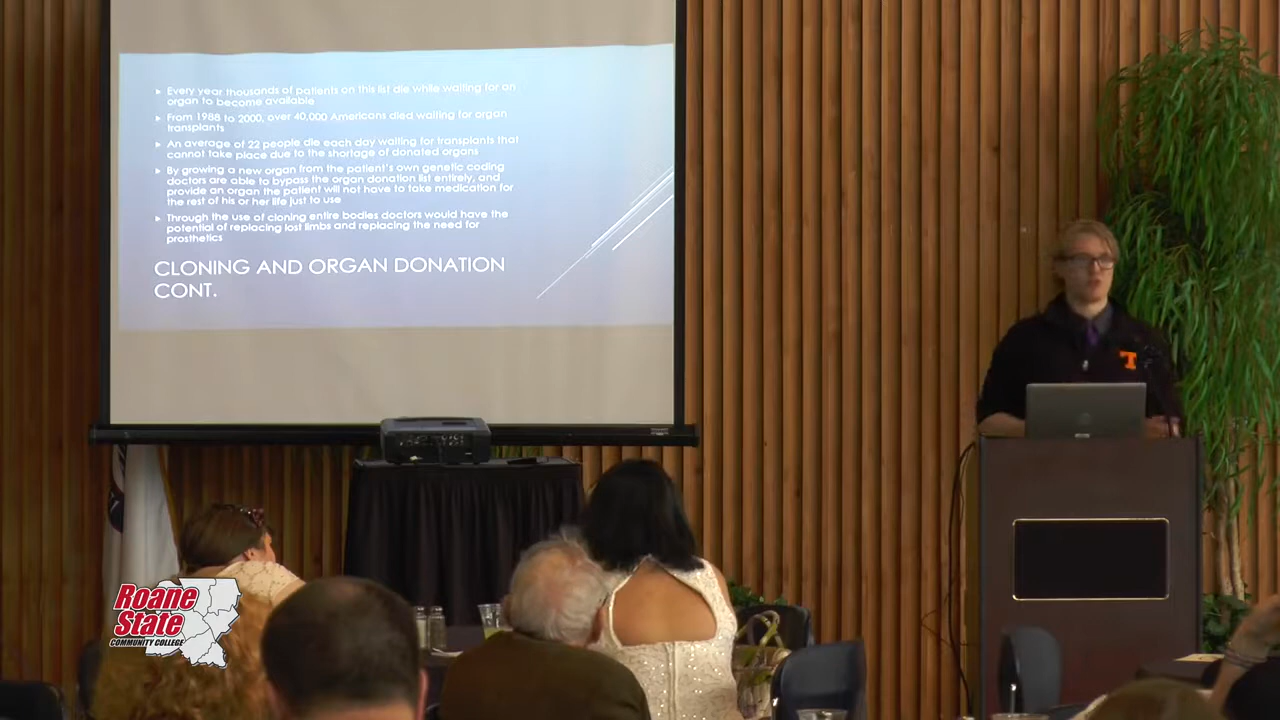 Every year thousands of patients on this list die while waiting for an
organ to become available
From 1988 to 2000, over 40,000 Americans died waiting for organ
transplants
An average of 22 people die each day waiting for transplants that
cannot take place due to the shortage of donated organs
By growing a new organ from the patient's own genetic coding
doctors are able to bypass the organ donation list entirely, and
provide an organ the patient will not have to take medication for
the rest of his or her life just to use
Through the use of cloning entire bodies doctors would have the
potential of replacing lost limbs and replacing the need for
prosthetics
CLONING AND ORGAN DONATION
CONT.
T
Roane
State
COMMUNITY COLLEGE